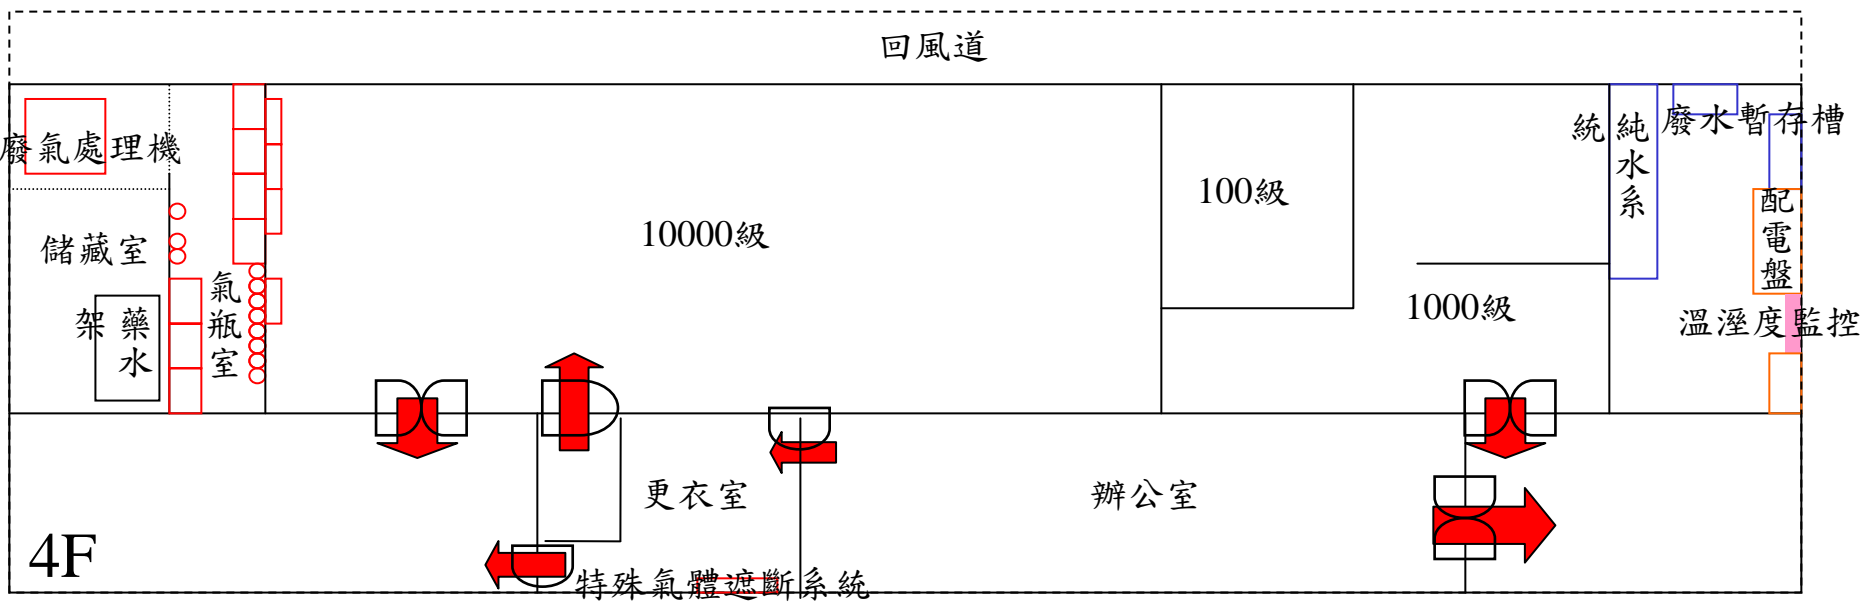 回風道
廢氣處理機
純水系統
廢水暫存槽
100級
10000級
配電盤
儲藏室
氣瓶室
藥水架
1000級
溫溼度監控
更衣室
辦公室
4F
特殊氣體遮斷系統